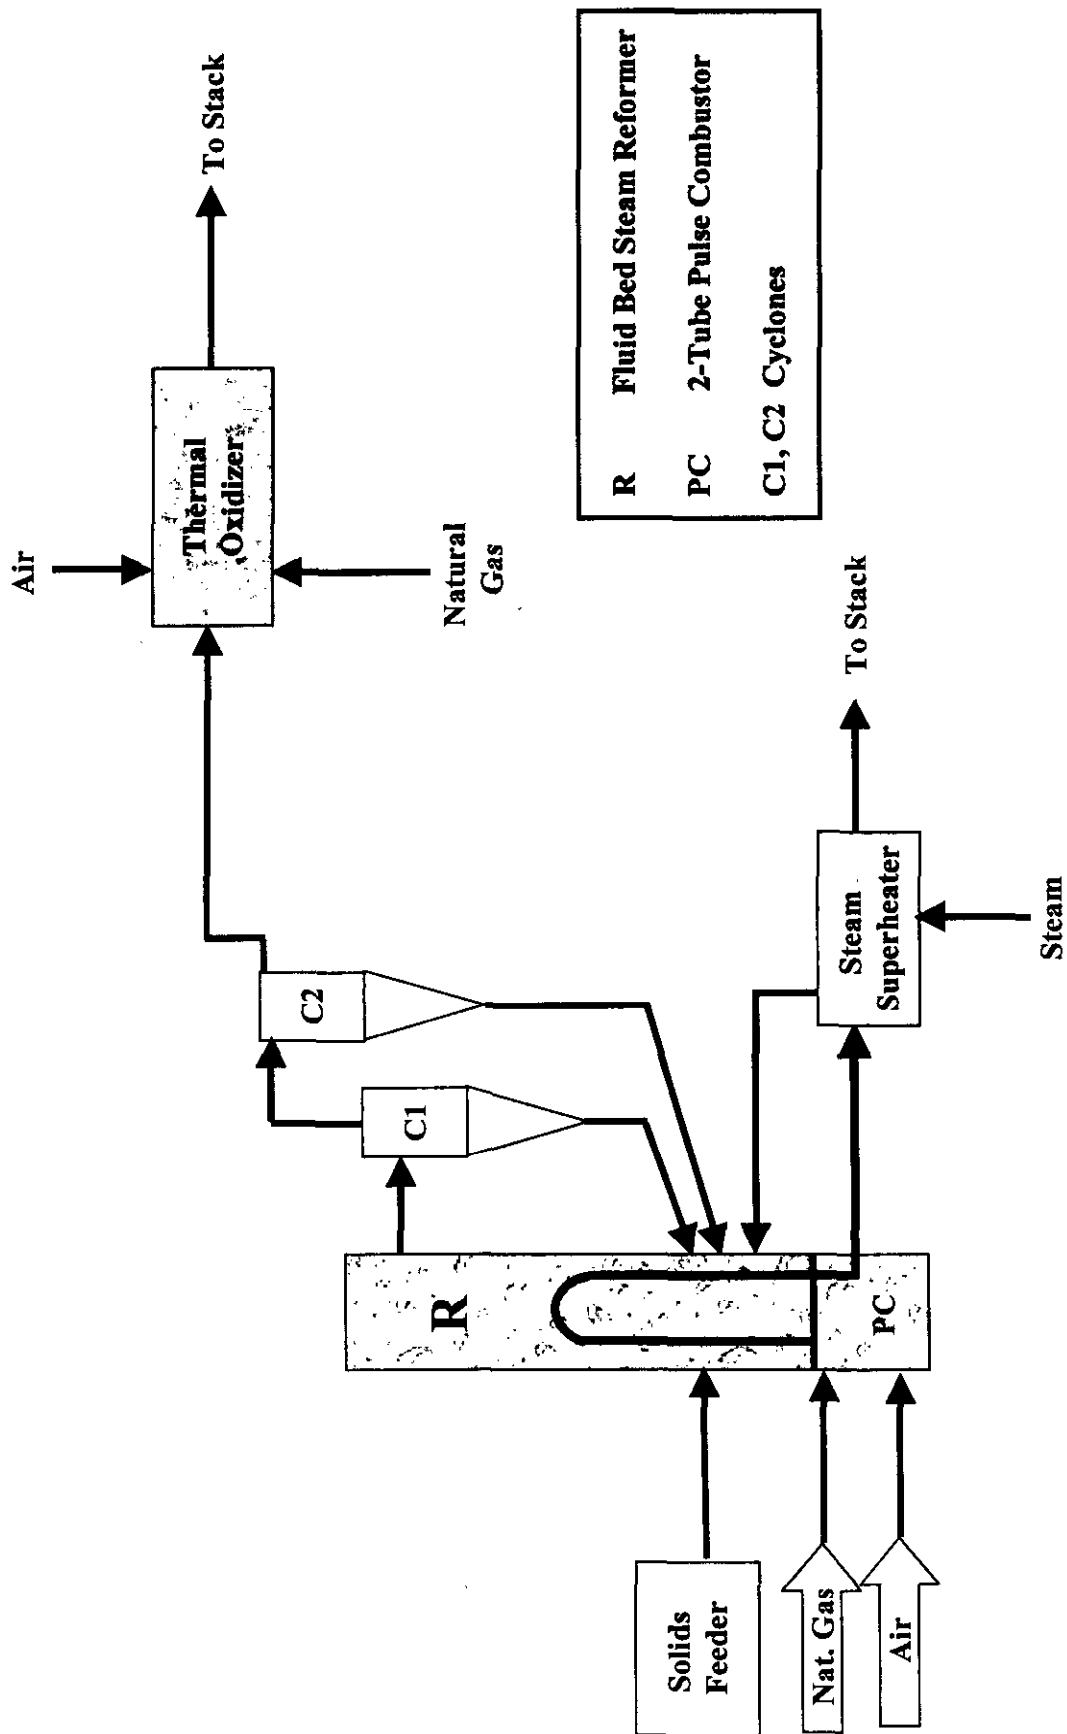 Air
Thermal
Oxidizer
To Stack
Natural
Gas
C2
C1
R
PC
Solids
Feeder
Nat. Gas
Air
Steam
Superheater
To Stack
Steam
R Fluid Bed Steam Reformer
PC 2-Tube Pulse Combustor
C1, C2 Cyclones